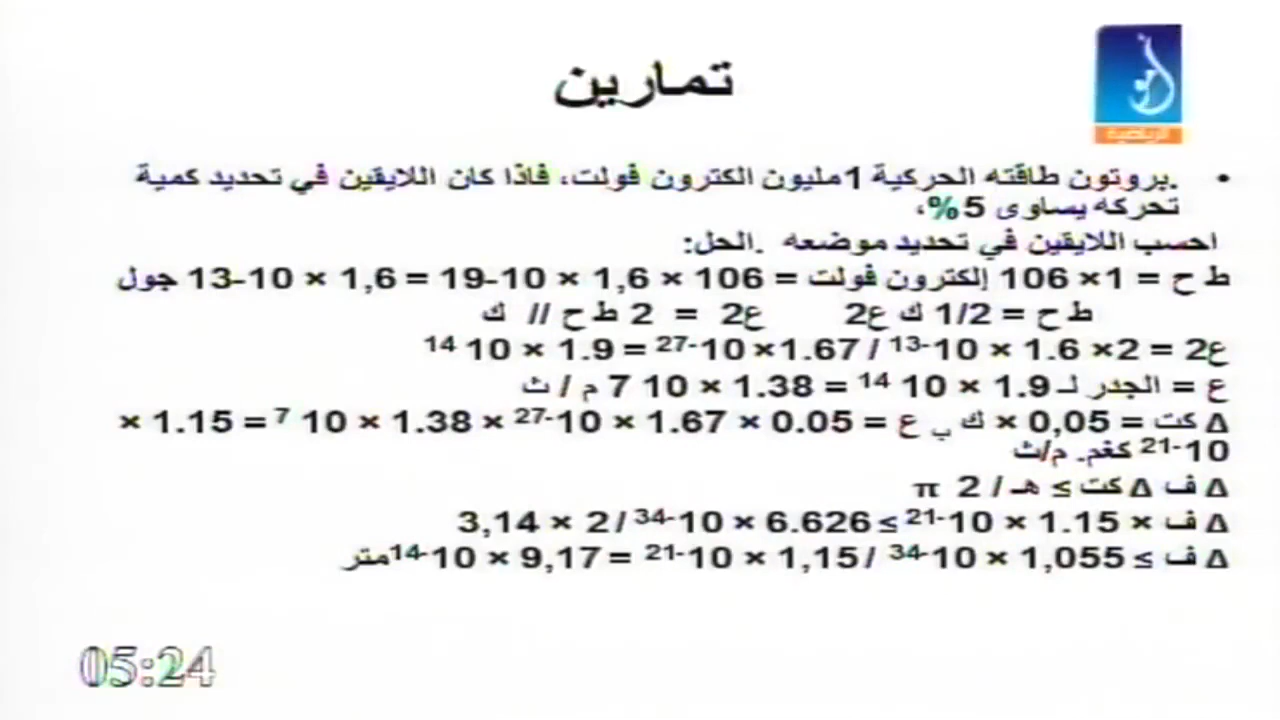 تمارين
الرياضية
• .بروتون طاقته الحركية 1مليون الكترون فولت، فاذا كان اللايقين في تحديد كمية
تحركه يساوى 5%،
احسب اللايقين في تحديد موضعه .الحل:
ط ح = 1× 106 إلكترون فولت = 106 × 1,6 × 10-19 = 1,6 × 10-13 جول
ط ح = 1/2 ك ع2 ع2 = 2 ط ح // ك
ع2 = 2× 1.6 × 10-13 / 1.67× 10-27 = 1.9 × 10 14
ع = الجدر لـ 1.9 × 10 14 = 1.38 × 10 7 م / ث
Δ كت = 0,05 × ك ب ع = 0.05 × 1.67 × 10-27 × 1.38 × 10 7 = 1.15 ×
10-21 كغم. م/ث
Δ ف Δ كت ≥ هـ / 2 π
Δ ف × 1.15 × 10-21 ≥ 6.626 × 10-34 / 2 × 3,14
Δ ف ≥ 1,055 × 10-34 / 1,15 × 10-21 = 9,17 × 10-14متر
05:24